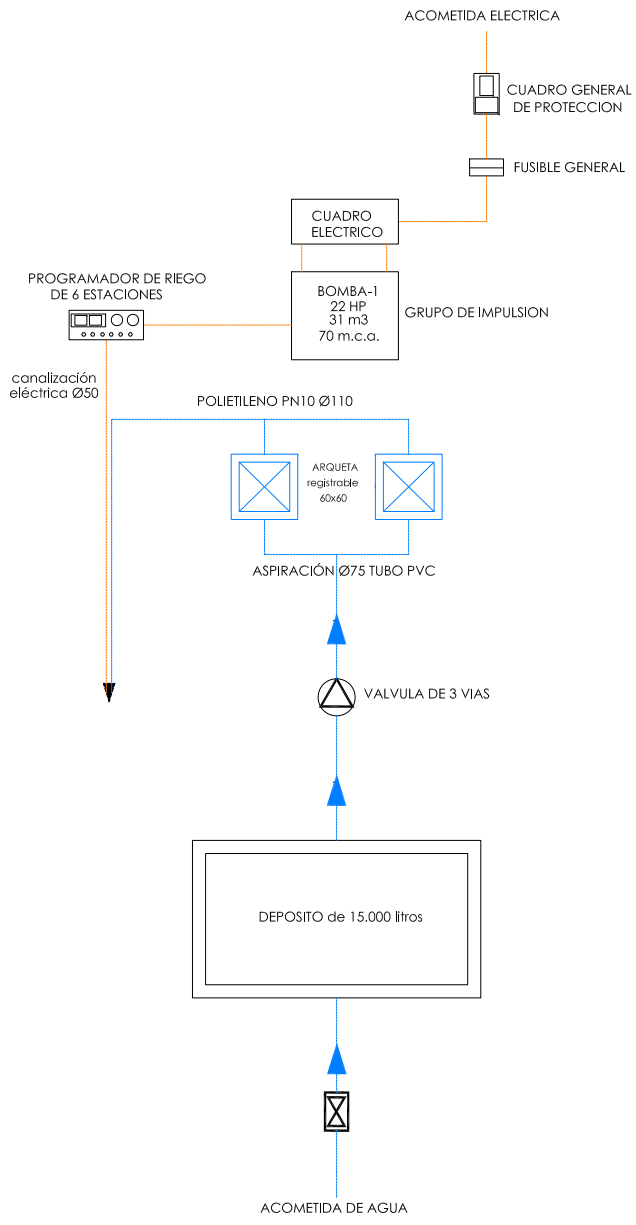 ACOMETIDA ELECTRICA
CUADRO GENERAL
DE PROTECCION
FUSIBLE GENERAL
CUADRO
ELECTRICO
PROGRAMADOR DE RIEGO
DE 6 ESTACIONES
BOMBA-1
22 HP
31 m3
70 m.c.a.
GRUPO DE IMPULSION
canalización
eléctrica Ø50
POLIETILENO PN10 Ø110
ARQUETA
registrable
60x60
ASPIRACIÓN Ø75 TUBO PVC
VALVULA DE 3 VIAS
DEPOSITO de 15.000 litros
ACOMETIDA DE AGUA